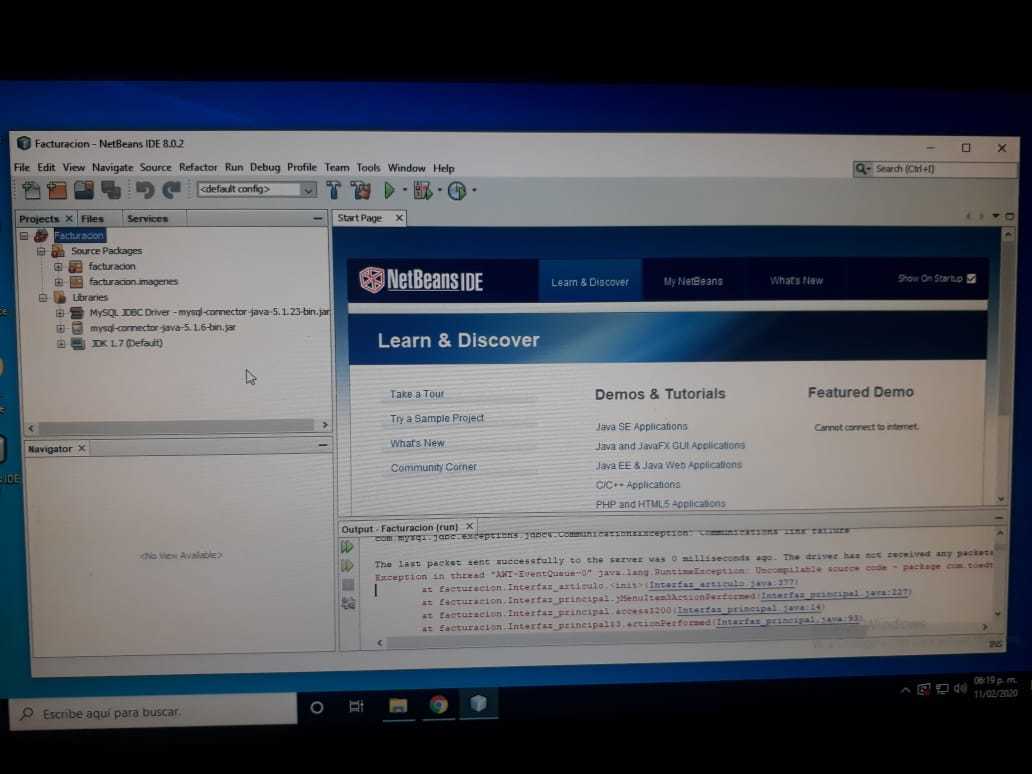 Facturacion - NetBeans IDE 8.0.2
File Edit View Navigate Source Refactor Run Debug Profile Team Tools Window Help
Search (Ctrl+I)
<default config>
Projects Files Services
Start Page
Facturacion
Source Packages
facturacion
facturacion.imagenes
Libraries
MySQL JDBC Driver - mysql-connector-java-5.1.23-bin.jar
mysql-connector-java-5.1.6-bin.jar
JDK 1.7 (Default)
NetBeans IDE
Learn & Discover
My NetBeans
What's New
Show On Startup
Learn & Discover
Take a Tour
Try a Sample Project
What's New
Community Corner
Demos & Tutorials
Java SE Applications
Java and JavaFX GUI Applications
Java EE & Java Web Applications
C/C++ Applications
PHP and HTML5 Applications
Featured Demo
Cannot connect to internet.
Navigator
<No View Available>
Output - Facturacion (run)
com.mysql.jdbc.exceptions.jdbc4.CommunicationsException: Communications link failure
The last packet sent successfully to the server was 0 milliseconds ago. The driver has not received any packets
Exception in thread "AWT-EventQueue-0" java.lang.RuntimeException: Uncompilable source code - package com.toedt
at facturacion.Interfaz_articulo.<init>(Interfaz_articulo.java:377)
at facturacion.Interfaz_principal.jMenuItem3ActionPerformed(Interfaz_principal.java:227)
at facturacion.Interfaz_principal.access$200(Interfaz_principal.java:14)
at facturacion.Interfaz_principal$3.actionPerformed(Interfaz_principal.java:93)
Windows
INS
IDE
Escribe aquí para buscar.
06:19 p. m.
11/02/2020